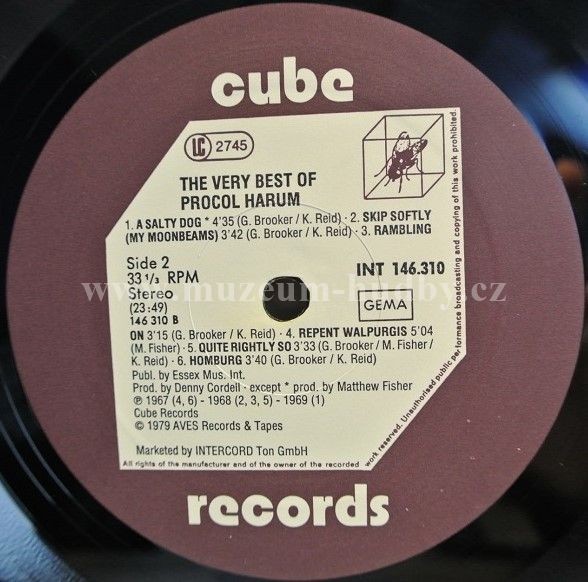 cube
LC 2745
THE VERY BEST OF
PROCOL HARUM
1. A SALTY DOG * 4'35 (G. Brooker / K. Reid) · 2. SKIP SOFTLY
(MY MOONBEAMS) 3'42 (G. Brooker / K. Reid) · 3. RAMBLING
Side 2
33 1/3 RPM
Stereo
(23:49)
146 310 B
INT 146.310
GEMA
www.muzeum-hudby.cz
ON 3'15 (G. Brooker / K. Reid) · 4. REPENT WALPURGIS 5'04
(M. Fisher) · 5. QUITE RIGHTLY SO 3'33 (G. Brooker / M. Fisher /
K. Reid) · 6. HOMBURG 3'40 (G. Brooker / K. Reid)
Publ. by Essex Mus. Int.
Prod. by Denny Cordell - except * prod. by Matthew Fisher
℗ 1967 (4, 6) - 1968 (2, 3, 5) - 1969 (1)
Cube Records
© 1979 AVES Records & Tapes
Marketed by INTERCORD Ton GmbH
All rights of the manufacturer and of the owner of the recorded
work reserved. Unauthorised public performance broadcasting and copying of this work prohibited.
records